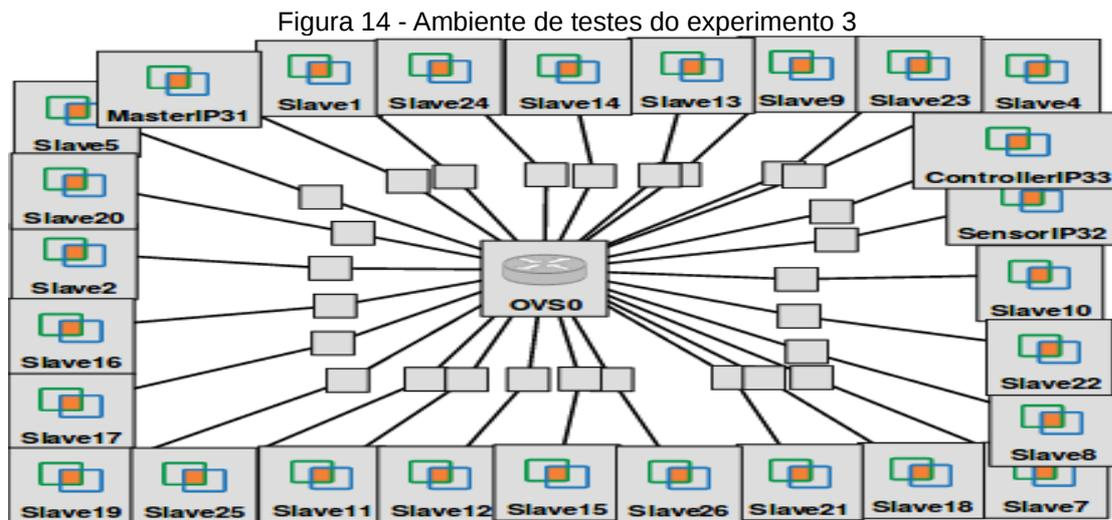 Figura 14 - Ambiente de testes do experimento 3
MasterIP31
Slave1
Slave24
Slave14
Slave13
Slave9
Slave23
Slave4
Slave5
ControllerIP33
Slave20
SensorIP32
Slave2
OVS0
Slave10
Slave16
Slave22
Slave17
Slave8
Slave19
Slave25
Slave11
Slave12
Slave15
Slave26
Slave21
Slave18
Slave7